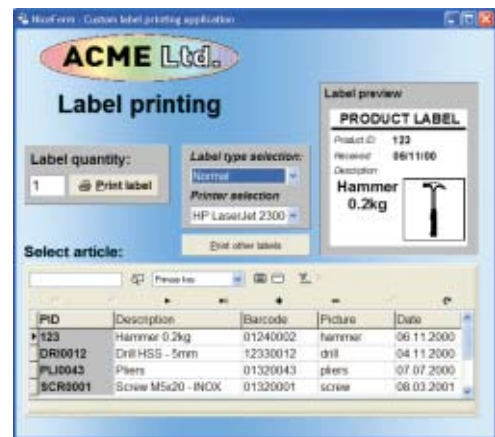 NiceForm - Custom label printing application
ACME Ltd.
Label printing
Label preview
PRODUCT LABEL
Product ID 123
Received 06/11/00
Description
Hammer
0.2kg
Label quantity:
1 Print label
Label type selection:
Normal
Printer selection
HP LaserJet 2300
Print other labels
Select article:
Primary key
PID Description Barcode Picture Date
123 Hammer 0.2kg 01240002 hammer 06.11.2000
DRI0012 Drill HSS - 5mm 12330012 drill 04.11.2000
PLI0043 Pliers 01320043 pliers 07.07.2000
SCR0001 Screw M5x20 - INOX 01320001 screw 08.03.2001